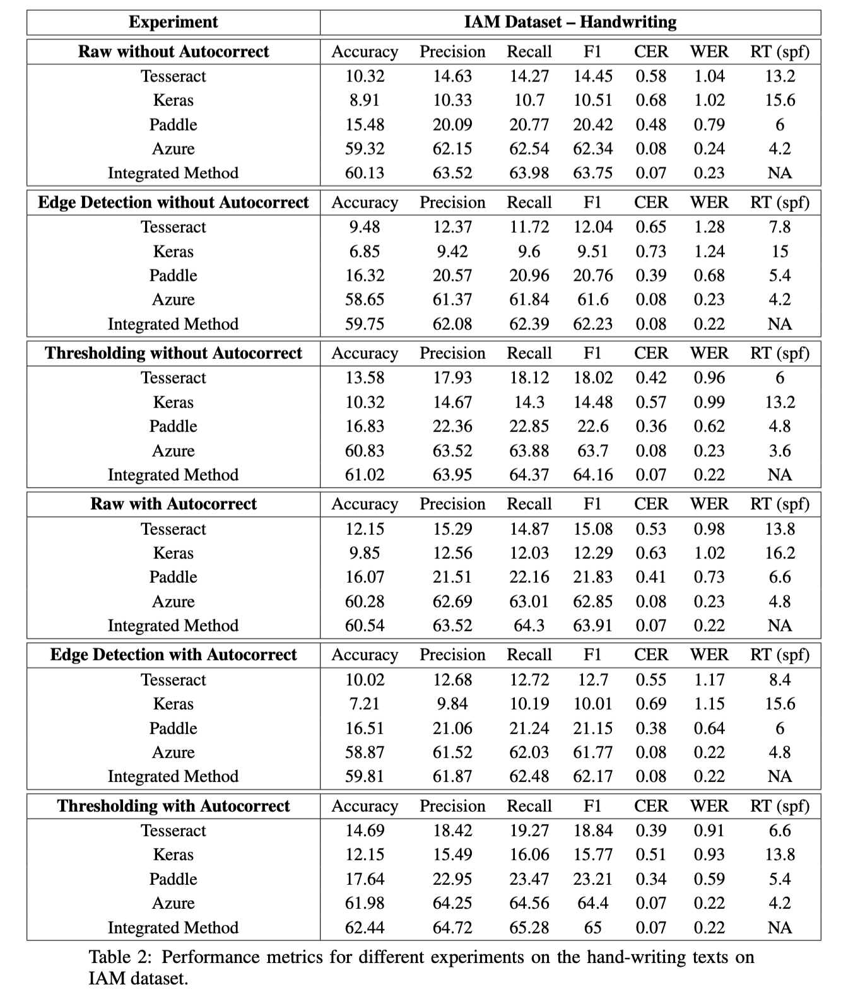 Experiment IAM Dataset – Handwriting
Raw without Autocorrect Accuracy Precision Recall F1 CER WER RT (spf)
Tesseract 10.32 14.63 14.27 14.45 0.58 1.04 13.2
Keras 8.91 10.33 10.7 10.51 0.68 1.02 15.6
Paddle 15.48 20.09 20.77 20.42 0.48 0.79 6
Azure 59.32 62.15 62.54 62.34 0.08 0.24 4.2
Integrated Method 60.13 63.52 63.98 63.75 0.07 0.23 NA
Edge Detection without Autocorrect Accuracy Precision Recall F1 CER WER RT (spf)
Tesseract 9.48 12.37 11.72 12.04 0.65 1.28 7.8
Keras 6.85 9.42 9.6 9.51 0.73 1.24 15
Paddle 16.32 20.57 20.96 20.76 0.39 0.68 5.4
Azure 58.65 61.37 61.84 61.6 0.08 0.23 4.2
Integrated Method 59.75 62.08 62.39 62.23 0.08 0.22 NA
Thresholding without Autocorrect Accuracy Precision Recall F1 CER WER RT (spf)
Tesseract 13.58 17.93 18.12 18.02 0.42 0.96 6
Keras 10.32 14.67 14.3 14.48 0.57 0.99 13.2
Paddle 16.83 22.36 22.85 22.6 0.36 0.62 4.8
Azure 60.83 63.52 63.88 63.7 0.08 0.23 3.6
Integrated Method 61.02 63.95 64.37 64.16 0.07 0.22 NA
Raw with Autocorrect Accuracy Precision Recall F1 CER WER RT (spf)
Tesseract 12.15 15.29 14.87 15.08 0.53 0.98 13.8
Keras 9.85 12.56 12.03 12.29 0.63 1.02 16.2
Paddle 16.07 21.51 22.16 21.83 0.41 0.73 6.6
Azure 60.28 62.69 63.01 62.85 0.08 0.23 4.8
Integrated Method 60.54 63.52 64.3 63.91 0.07 0.22 NA
Edge Detection with Autocorrect Accuracy Precision Recall F1 CER WER RT (spf)
Tesseract 10.02 12.68 12.72 12.7 0.55 1.17 8.4
Keras 7.21 9.84 10.19 10.01 0.69 1.15 15.6
Paddle 16.51 21.06 21.24 21.15 0.38 0.64 6
Azure 58.87 61.52 62.03 61.77 0.08 0.22 4.8
Integrated Method 59.81 61.87 62.48 62.17 0.08 0.22 NA
Thresholding with Autocorrect Accuracy Precision Recall F1 CER WER RT (spf)
Tesseract 14.69 18.42 19.27 18.84 0.39 0.91 6.6
Keras 12.15 15.49 16.06 15.77 0.51 0.93 13.8
Paddle 17.64 22.95 23.47 23.21 0.34 0.59 5.4
Azure 61.98 64.25 64.56 64.4 0.07 0.22 4.2
Integrated Method 62.44 64.72 65.28 65 0.07 0.22 NA
Table 2: Performance metrics for different experiments on the hand-writing texts on
IAM dataset.